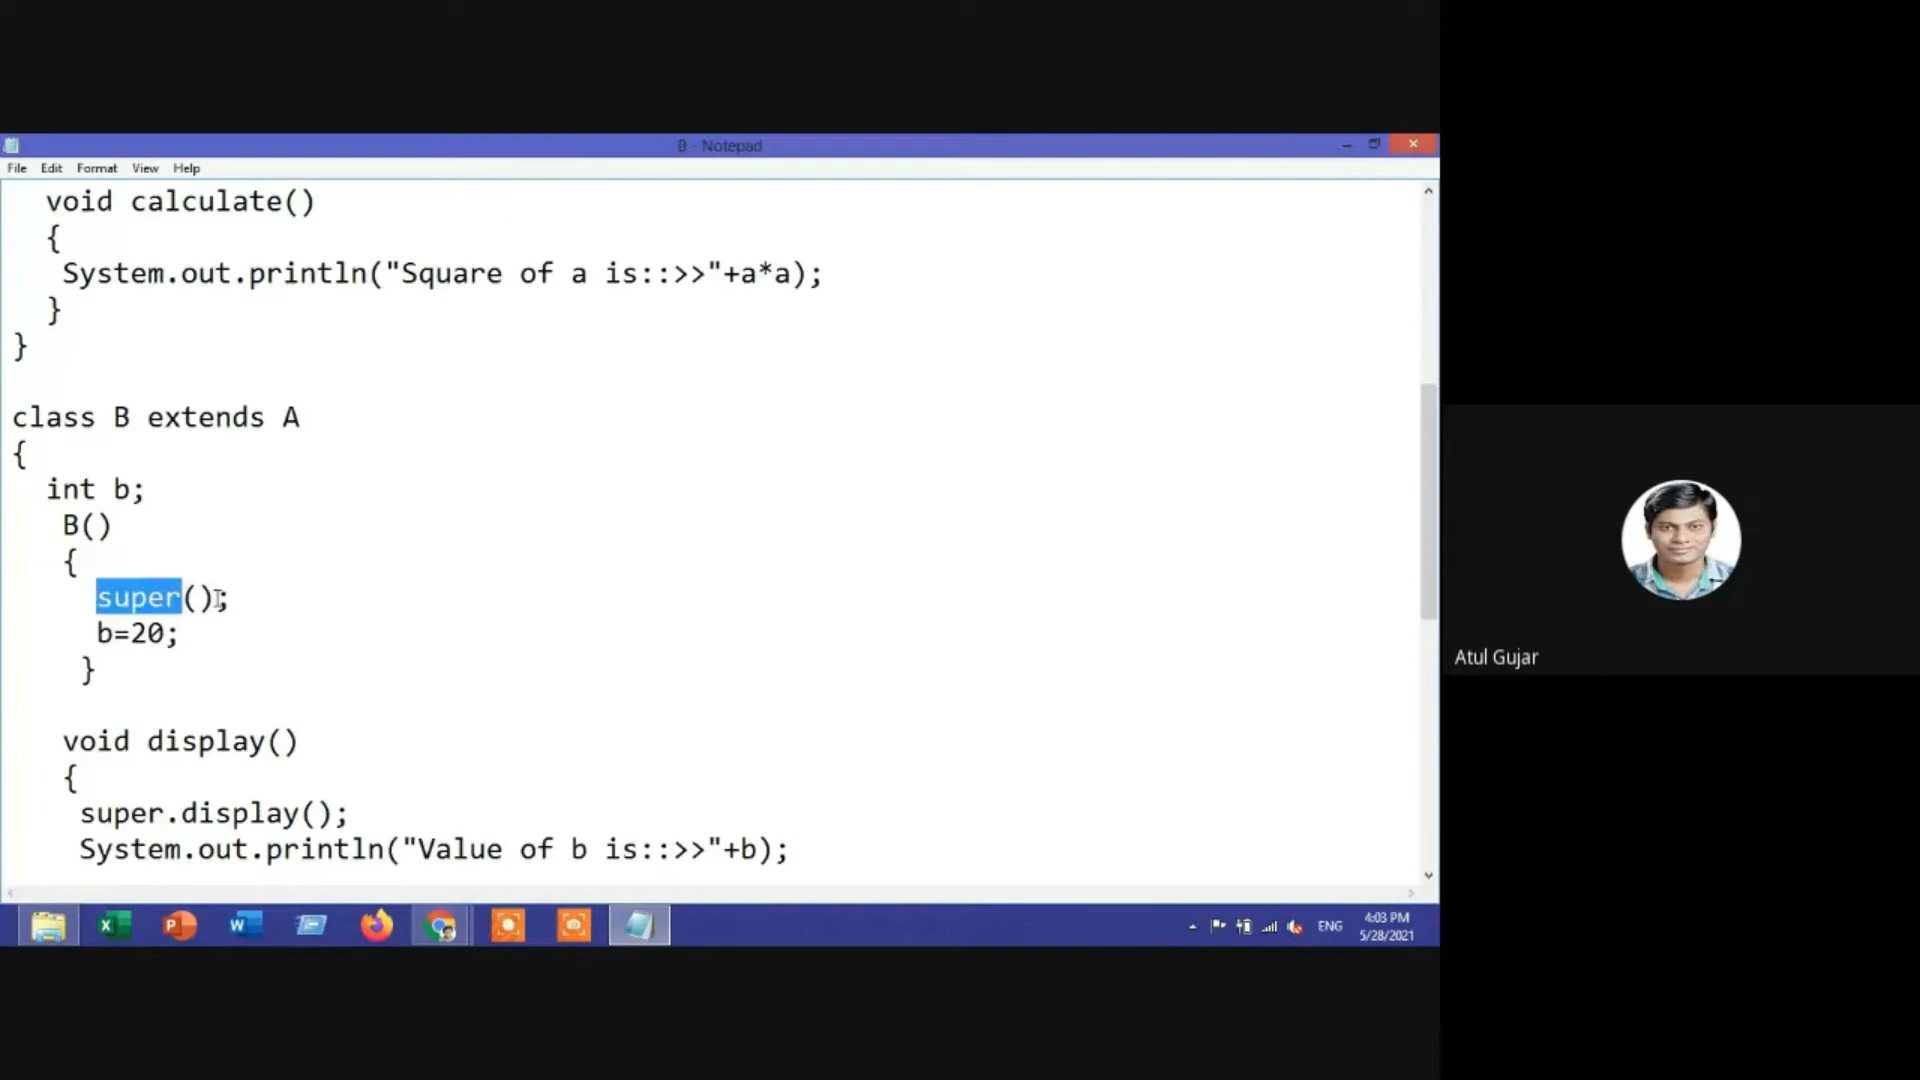 B - Notepad
File Edit Format View Help
void calculate()
{
System.out.println("Square of a is::>>"+a*a);
}
}
class B extends A
{
int b;
B()
{
super();
b=20;
}
void display()
{
super.display();
System.out.println("Value of b is::>>"+b);
Atul Gujar
ENG
4:03 PM
5/28/2021